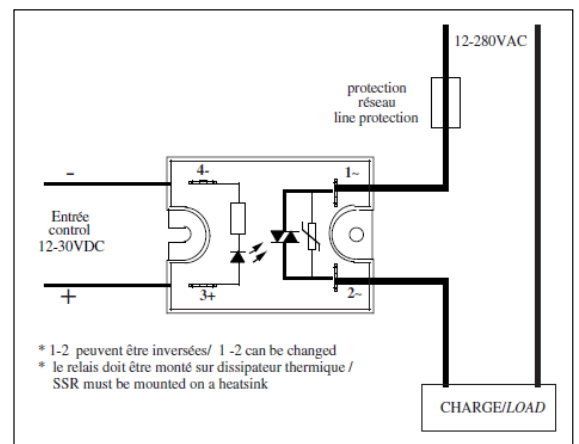 12-280VAC
protection
réseau
line protection
-
4-
1~
Entrée
control
12-30VDC
+
3+
2~
* 1-2 peuvent être inversées/ 1 -2 can be changed
* le relais doit être monté sur dissipateur thermique /
SSR must be mounted on a heatsink
CHARGE/LOAD